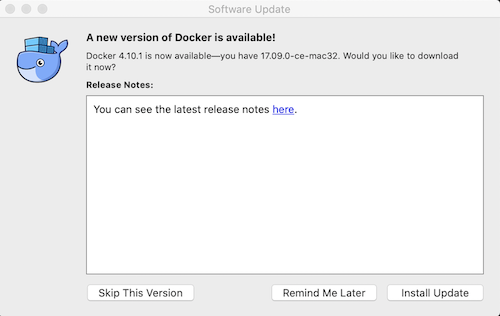 Software Update
A new version of Docker is available!
Docker 4.10.1 is now available—you have 17.09.0-ce-mac32. Would you like to download
it now?
Release Notes:
You can see the latest release notes here.
Skip This Version
Remind Me Later
Install Update